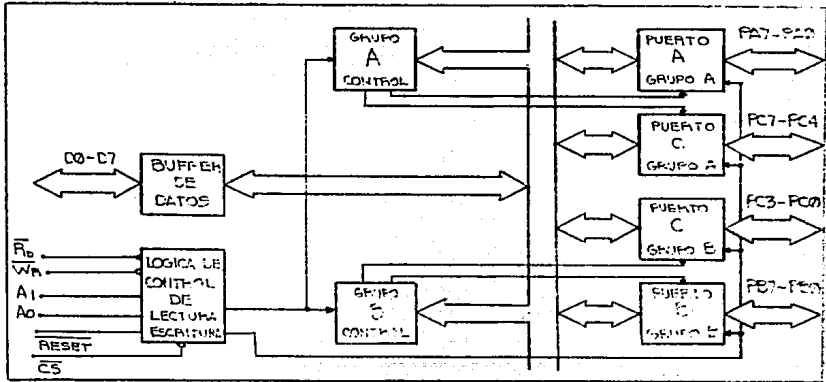 GRUPO
A
CONTROL
PUERTO
A
GRUPO A
PA7-PA0
PUERTO
C
GRUPO A
PC7-PC4
D0-D7
BUFFER
DE
DATOS
PUERTO
C
GRUPO B
PC3-PC0
RD
WR
A1
A0
RESET
CS
LOGICA DE
CONTROL
DE
LECTURA
ESCRITURA
GRUPO
B
CONTROL
PUERTO
B
GRUPO B
PB7-PB0